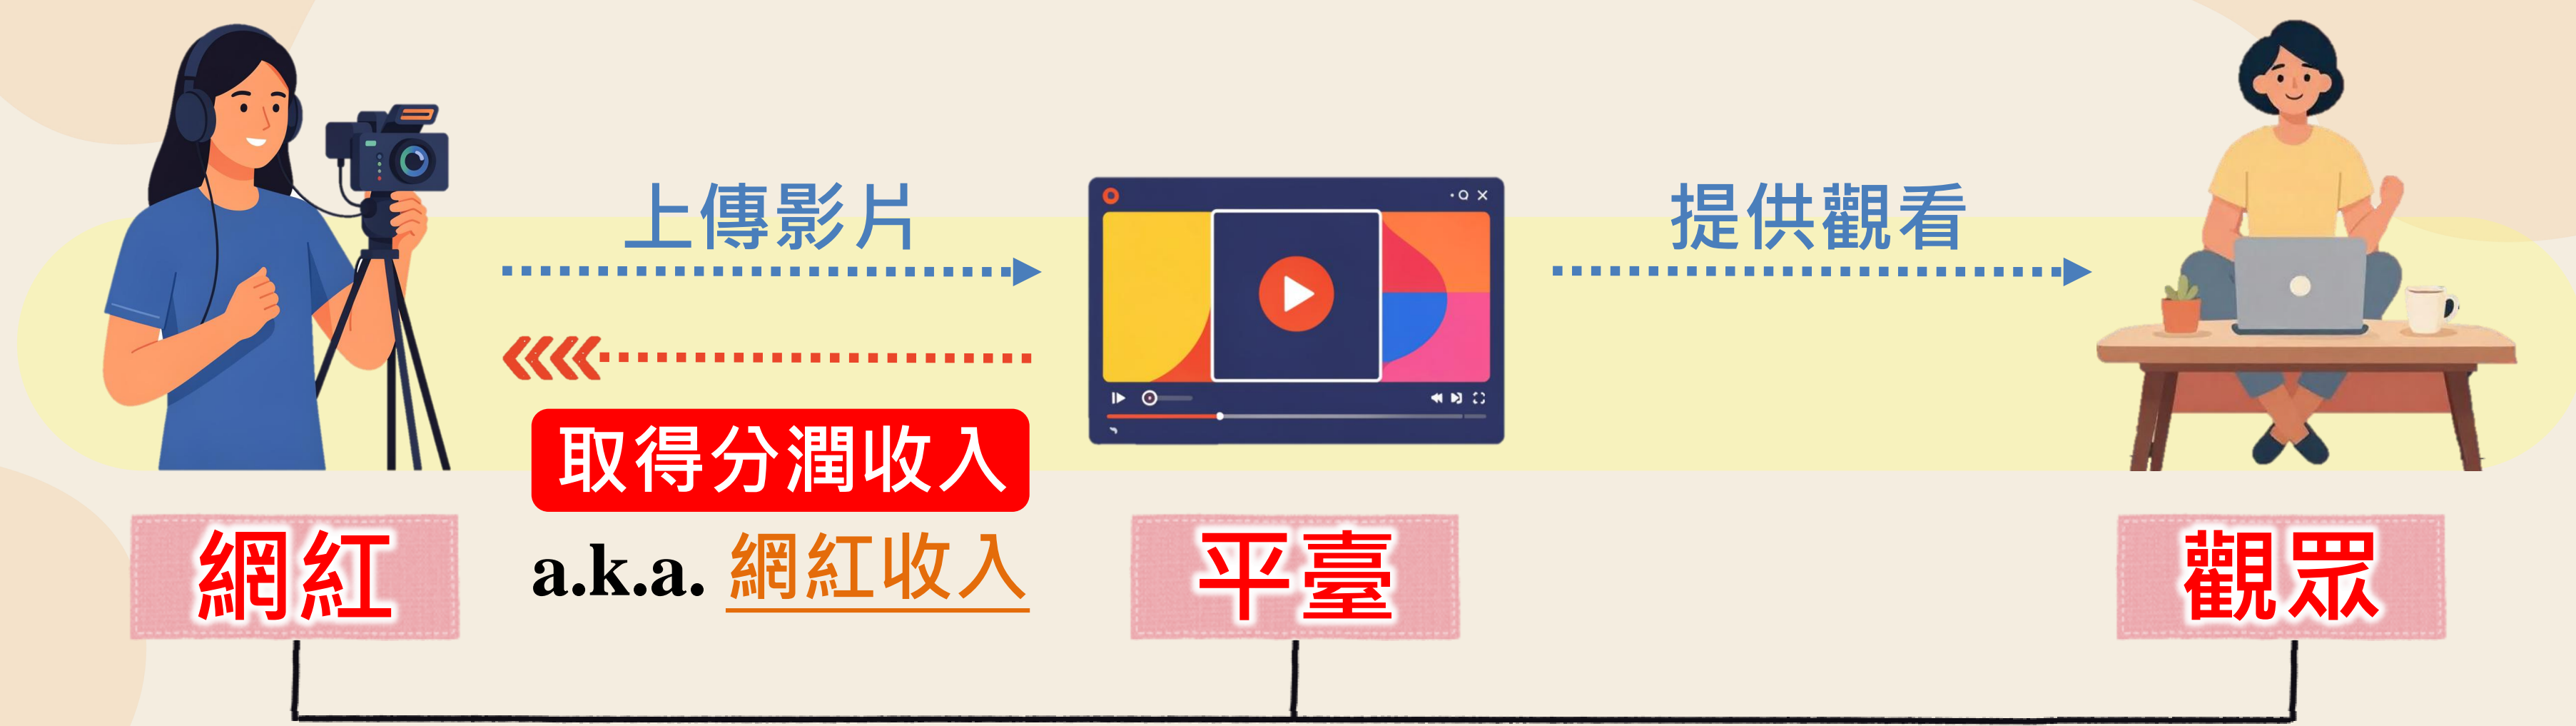 上傳影片
提供觀看
取得分潤收入
a.k.a. 網紅收入
網紅
平臺
觀眾